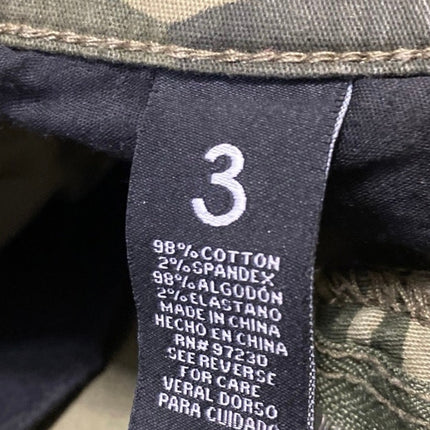 3
98% COTTON
2% SPANDEX
98% ALGODÓN
2% ELASTANO
MADE IN CHINA
HECHO EN CHINA
RN# 97230
SEE REVERSE
FOR CARE
VERAL DORSO
PARA CUIDADO